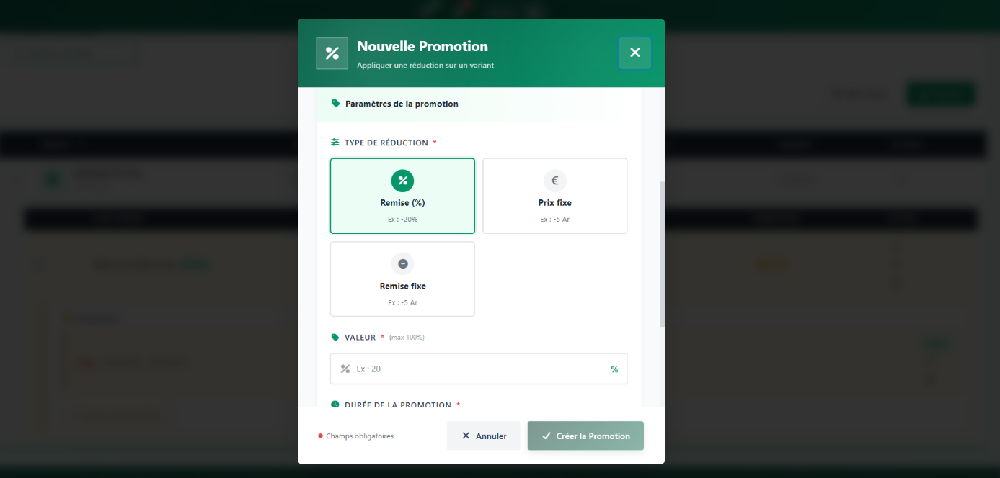 Nouvelle Promotion
Appliquer une réduction sur un variant
Paramètres de la promotion
TYPE DE RÉDUCTION *
Remise (%)
Ex : -20%
€
Prix fixe
Ex : -5 Ar
Remise fixe
Ex : -5 Ar
VALEUR * (max 100%)
Ex : 20
%
DURÉE DE LA PROMOTION *
Champs obligatoires
Annuler
Créer la Promotion